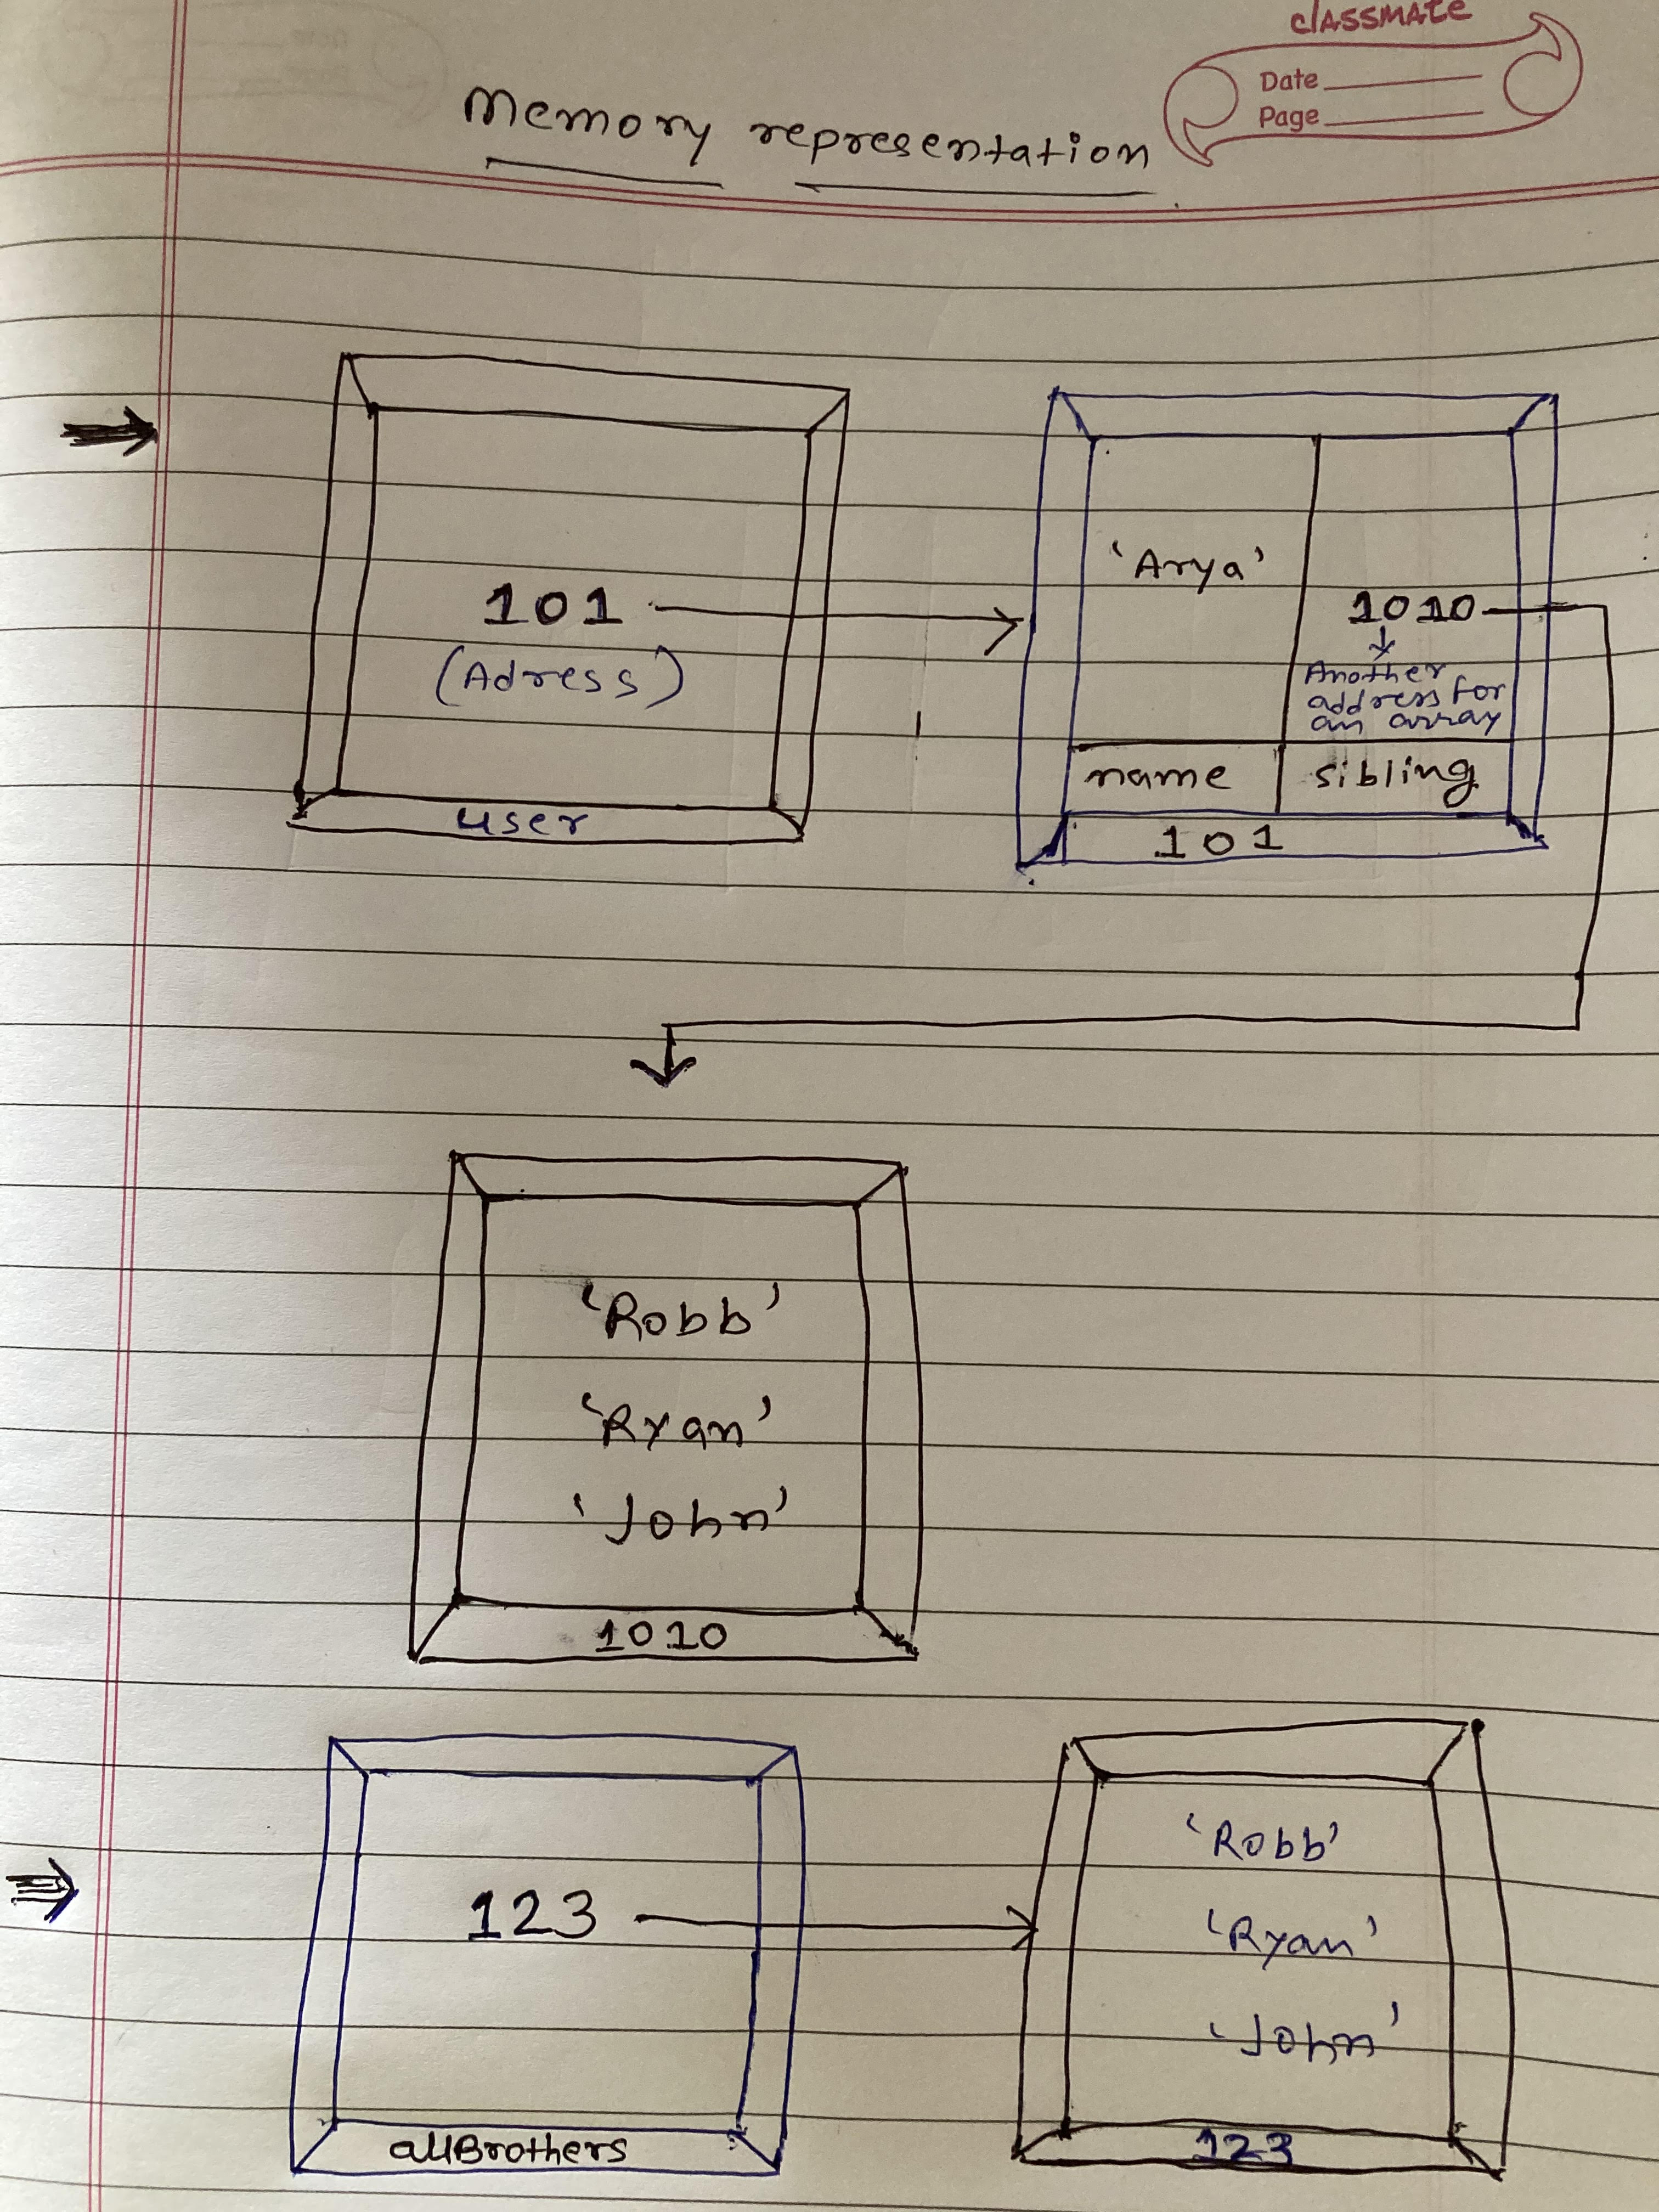 classmate
Date
Page
Memory representation
101
(Adress)
user
'Arya'
1010
Another
address for
an array
name
sibling
101
'Robb'
'Ryan'
'John'
1010
123
allBrothers
'Robb'
'Ryan'
'John'
123